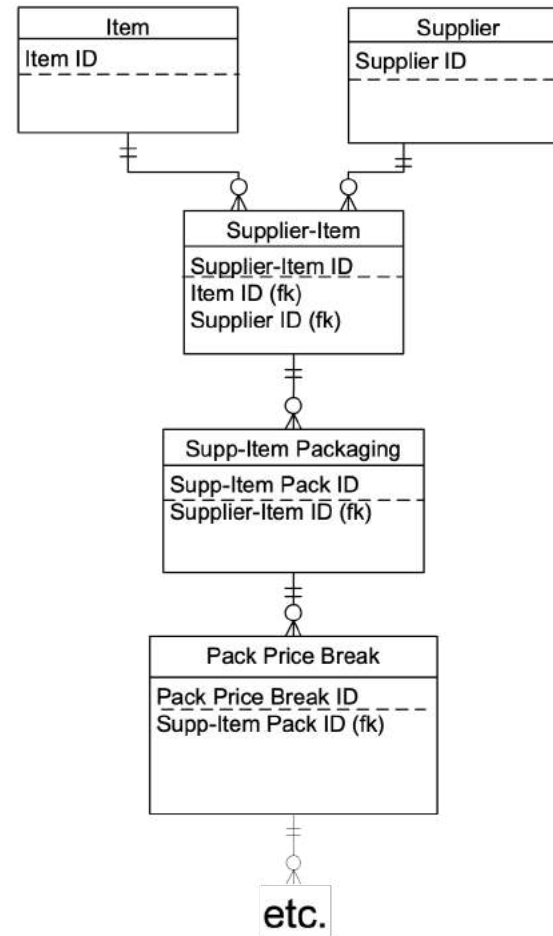 Item
Item ID
Supplier
Supplier ID
Supplier-Item
Supplier-Item ID
Item ID (fk)
Supplier ID (fk)
Supp-Item Packaging
Supp-Item Pack ID
Supplier-Item ID (fk)
Pack Price Break
Pack Price Break ID
Supp-Item Pack ID (fk)
etc.